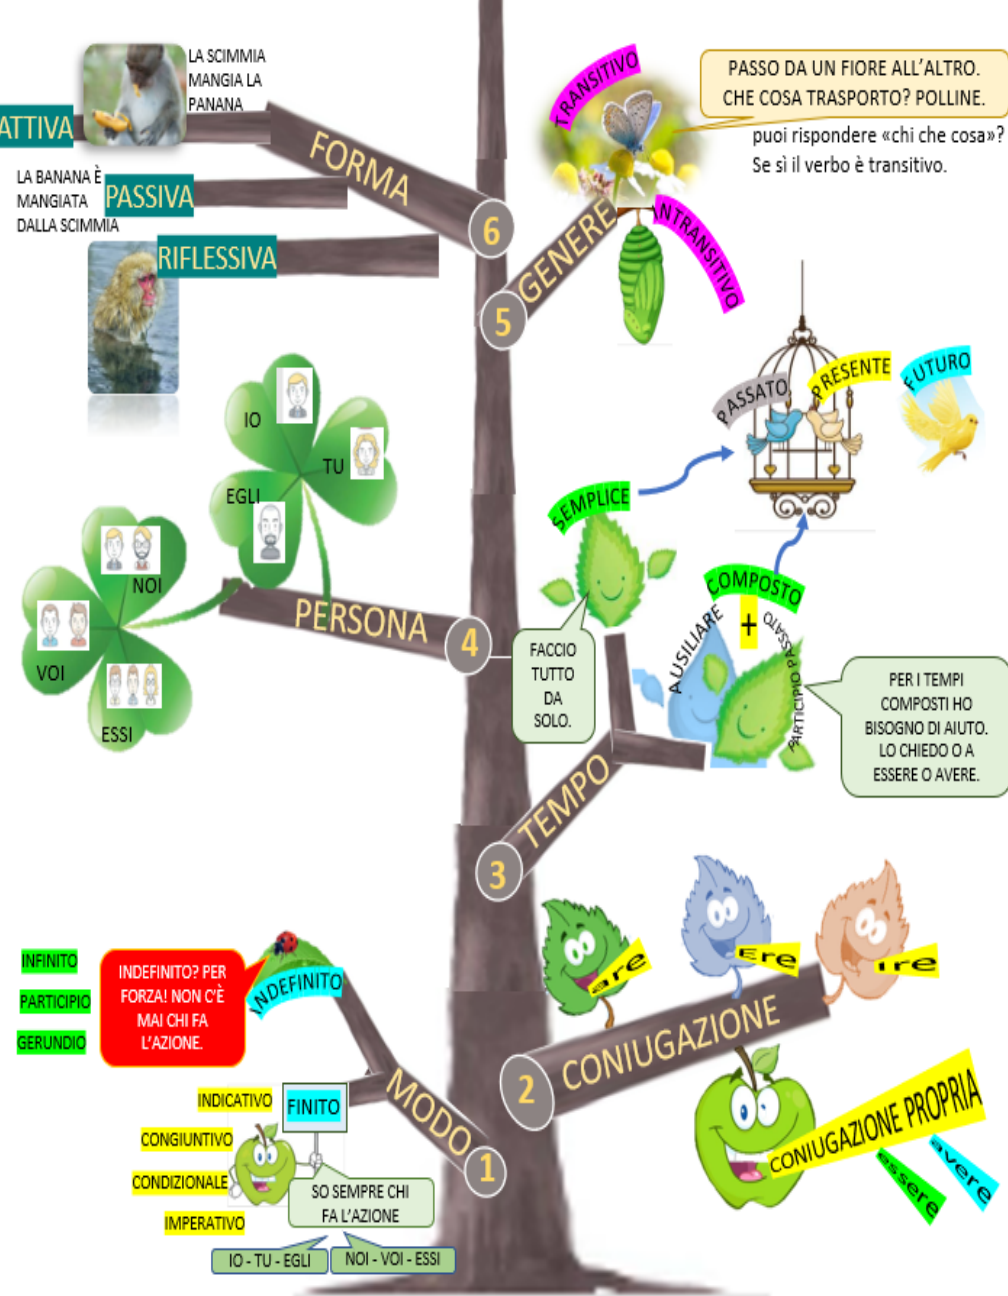 LA SCIMMIA
MANGIA LA
PANANA
ATTIVA
FORMA
6
LA BANANA È
MANGIATA
DALLA SCIMMIA
PASSIVA
RIFLESSIVA
TRANSITIVO
PASSO DA UN FIORE ALL'ALTRO.
CHE COSA TRASPORTO? POLLINE.
puoi rispondere «chi che cosa»?
Se sì il verbo è transitivo.
INTRANSITIVO
GENERE
5
PASSATO
PRESENTE
FUTURO
IO
TU
EGLI
NOI
VOI
ESSI
PERSONA
4
SEMPLICE
FACCIO
TUTTO
DA
SOLO.
COMPOSTO
AUSILIARE
+
PARTICIPIO PASSATO
PER I TEMPI
COMPOSTI HO
BISOGNO DI AIUTO.
LO CHIEDO O A
ESSERE O AVERE.
TEMPO
3
are
Ere
ire
CONIUGAZIONE
2
CONIUGAZIONE PROPRIA
essere
avere
INFINITO
PARTICIPIO
GERUNDIO
INDEFINITO? PER
FORZA! NON C'È
MAI CHI FA
L'AZIONE.
INDEFINITO
MODO
1
FINITO
INDICATIVO
CONGIUNTIVO
CONDIZIONALE
IMPERATIVO
SO SEMPRE CHI
FA L'AZIONE
IO - TU - EGLI
NOI - VOI - ESSI